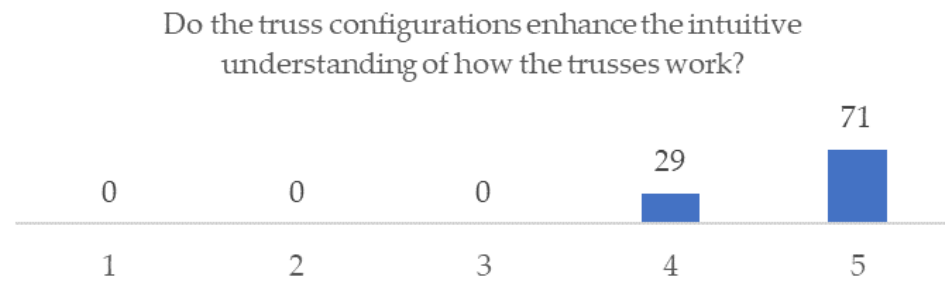 Do the truss configurations enhance the intuitive
understanding of how the trusses work?
71
29
0 0 0
1 2 3 4 5